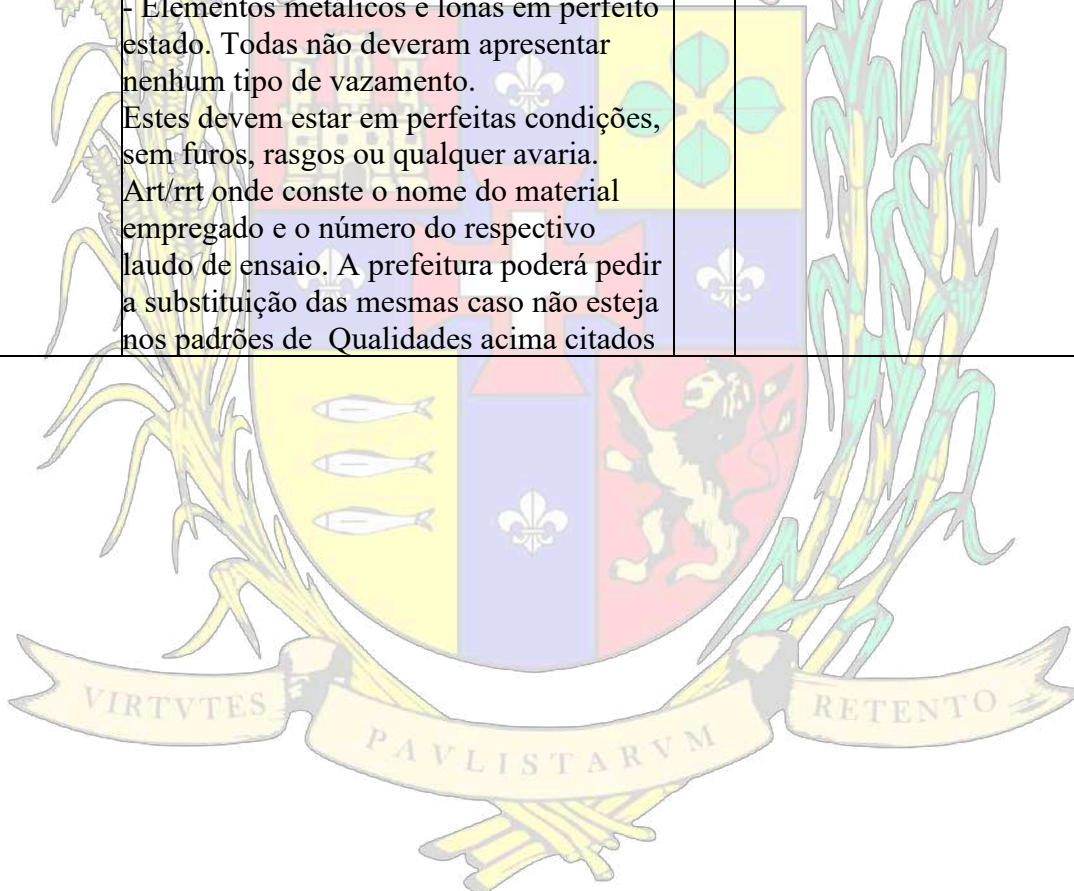 - Elementos metálicos e lonas em perfeito
estado. Todas não deveram apresentar
nenhum tipo de vazamento.
Estes devem estar em perfeitas condições,
sem furos, rasgos ou qualquer avaria.
Art/rrt onde conste o nome do material
empregado e o número do respectivo
laudo de ensaio. A prefeitura poderá pedir
a substituição das mesmas caso não esteja
nos padrões de  Qualidades acima citados
VIRTVTES PAVLISTARVM RETENTO